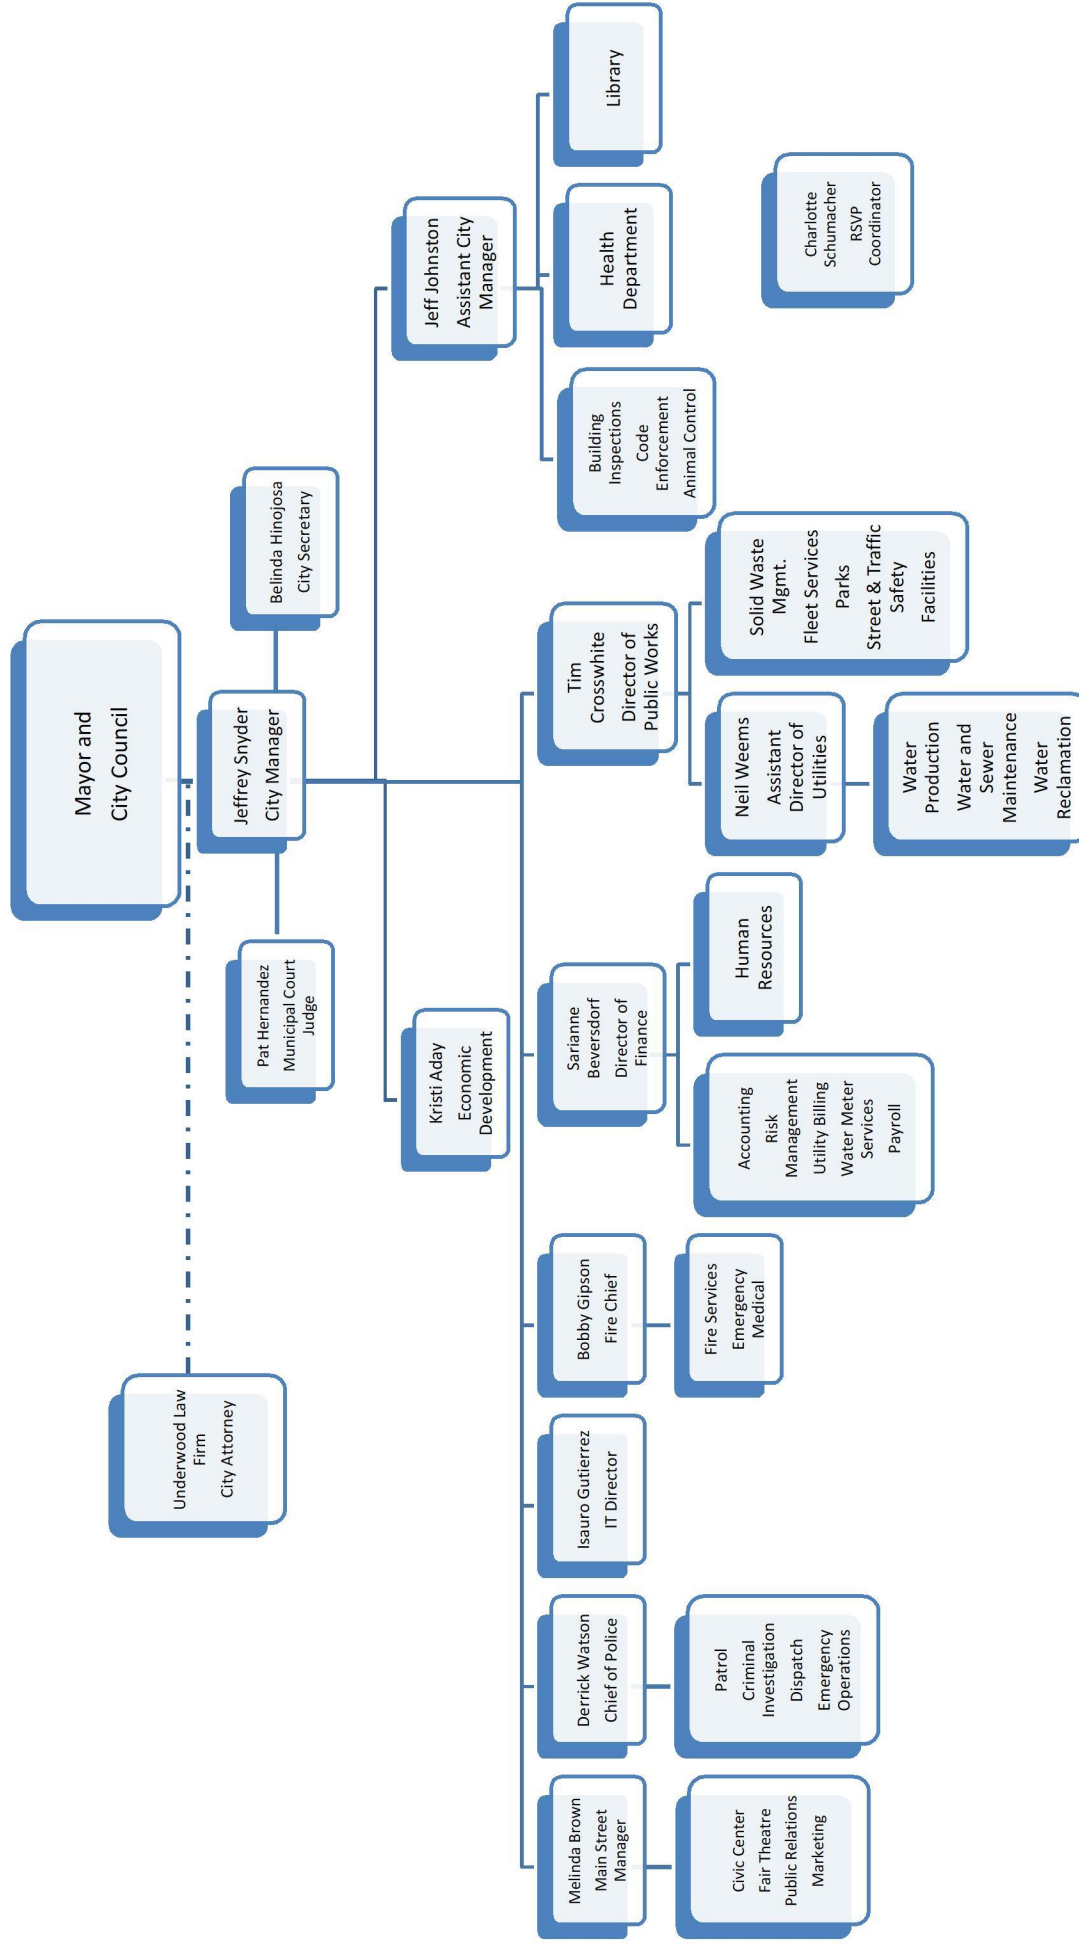 Mayor and
City Council
Underwood Law
Firm
City Attorney
Jeffrey Snyder
City Manager
Pat Hernandez
Municipal Court
Judge
Belinda Hinojosa
City Secretary
Kristi Aday
Economic
Development
Jeff Johnston
Assistant City
Manager
Melinda Brown
Main Street
Manager
Civic Center
Fair Theatre
Public Relations
Marketing
Derrick Watson
Chief of Police
Patrol
Criminal
Investigation
Dispatch
Emergency
Operations
Isauro Gutierrez
IT Director
Bobby Gipson
Fire Chief
Fire Services
Emergency
Medical
Sarianne
Beversdorf
Director of
Finance
Accounting
Risk
Management
Utility Billing
Water Meter
Services
Payroll
Human
Resources
Tim
Crosswhite
Director of
Public Works
Neil Weems
Assistant
Director of
Utilities
Water
Production
Water and
Sewer
Maintenance
Water
Reclamation
Solid Waste
Mgmt.
Fleet Services
Parks
Street & Traffic
Safety
Facilities
Building
Inspections
Code
Enforcement
Animal Control
Health
Department
Library
Charlotte
Schumacher
RSVP
Coordinator